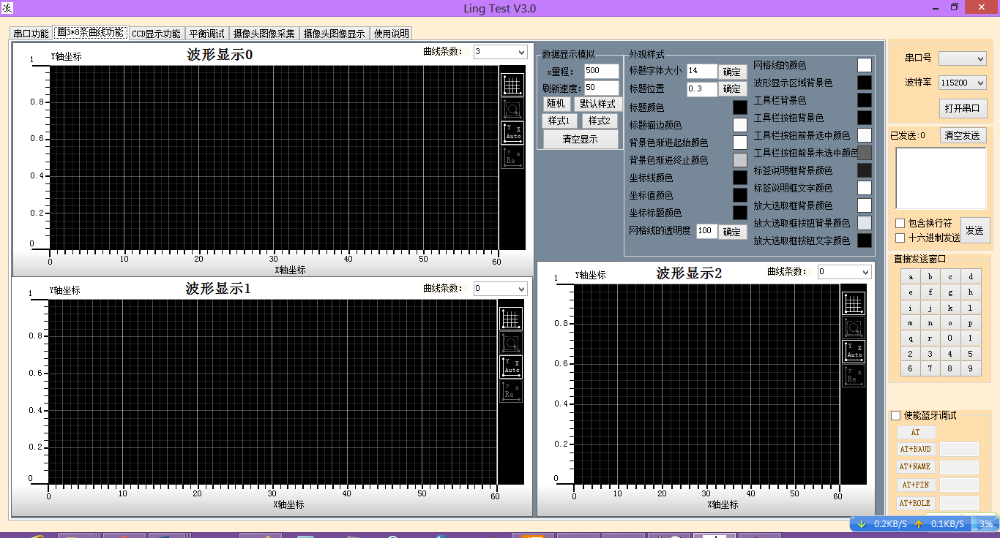 凌 Ling Test V3.0
串口功能 画3*6条曲线功能 CCD显示功能 平衡调试 摄像头图像采集 摄像头图像显示 使用说明
Y轴坐标 波形显示0 曲线条数： 3
1
0.8
0.6
0.4
0.2
0
0 10 20 30 40 50 60
X轴坐标
Y X
Auto
y x
Re
Y轴坐标 波形显示1 曲线条数： 0
1
0.8
0.6
0.4
0.2
0
0 10 20 30 40 50 60
X轴坐标
Y X
Auto
y x
Re
数据显示模拟
x里程： 500
刷新速度： 50
随机 默认样式
样式1 样式2
清空显示
外观样式
标题字体大小 14 确定
标题位置 0.3 确定
标题颜色
标题描边颜色
背景色渐进起始颜色
背景色渐进终止颜色
坐标线颜色
坐标值颜色
坐标标题颜色
网格线的透明度 100 确定
网格线的颜色
波形显示区域背景色
工具栏背景色
工具栏按钮背景色
工具栏按钮前景选中颜色
工具栏按钮前景未选中颜色
标签说明框背景颜色
标签说明框文字颜色
放大选取框背景颜色
放大选取框按钮背景颜色
放大选取框按钮文字颜色
Y轴坐标 波形显示2 曲线条数： 0
1
0.8
0.6
0.4
0.2
0
0 10 20 30 40 50 60
X轴坐标
Y X
Auto
y x
Re
串口号
波特率 115200
打开串口
已发送:0 清空发送
包含换行符
十六进制发送
发送
直接发送窗口
a b c d
e f g h
i j k l
m n o p
q r 0 1
2 3 4 5
6 7 8 9
使能蓝牙调试
AT
AT+BAUD
AT+NAME
AT+PIN
AT+ROLE
0.2KB/S 0.1KB/S 3%